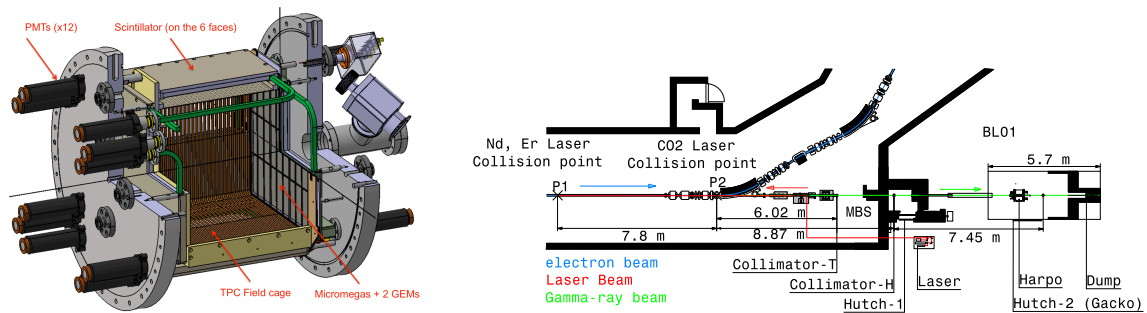 PMTs (x12)
Scintillator (on the 6 faces)
TPC Field cage
Micromegas + 2 GEMs
Nd, Er Laser
Collision point
CO2 Laser
Collision point
BL01
5.7 m
P1
P2
6.02 m
MBS
7.8 m
8.87 m
7.45 m
electron beam
Laser Beam
Gamma-ray beam
Collimator-T
Collimator-H
Hutch-1
Laser
Harpo
Dump
Hutch-2 (Gacko)